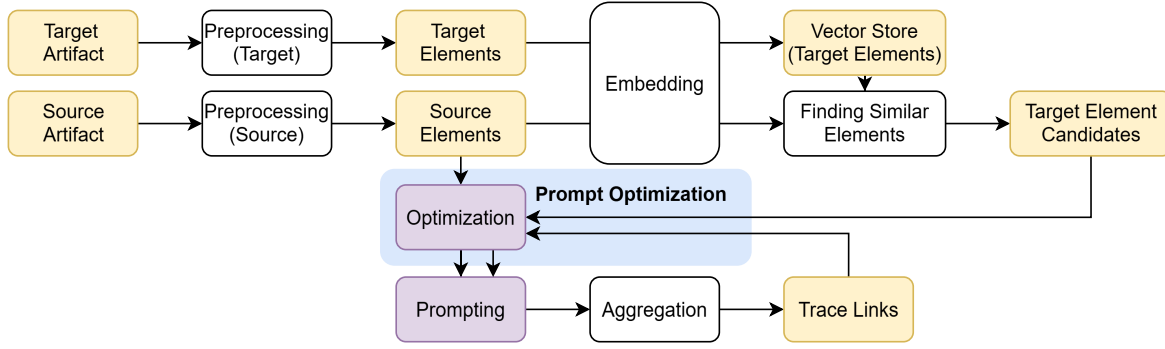 Target
Artifact
Preprocessing
(Target)
Target
Elements
Embedding
Vector Store
(Target Elements)
Source
Artifact
Preprocessing
(Source)
Source
Elements
Finding Similar
Elements
Target Element
Candidates
Prompt Optimization
Optimization
Prompting
Aggregation
Trace Links